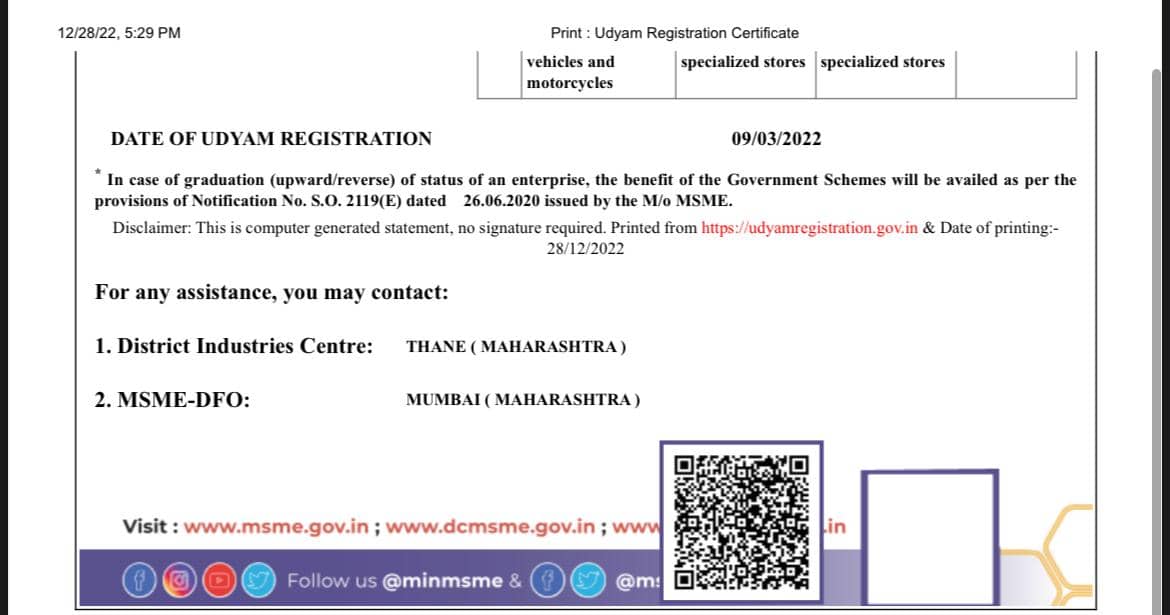 12/28/22, 5:29 PM Print : Udyam Registration Certificate
vehicles and specialized stores specialized stores
motorcycles
DATE OF UDYAM REGISTRATION 09/03/2022
* In case of graduation (upward/reverse) of status of an enterprise, the benefit of the Government Schemes will be availed as per the
provisions of Notification No. S.O. 2119(E) dated 26.06.2020 issued by the M/o MSME.
Disclaimer: This is computer generated statement, no signature required. Printed from https://udyamregistration.gov.in & Date of printing:-
28/12/2022
For any assistance, you may contact:
1. District Industries Centre: THANE ( MAHARASHTRA )
2. MSME-DFO: MUMBAI ( MAHARASHTRA )
Visit : www.msme.gov.in ; www.dcmsme.gov.in ; www .in
Follow us @minmsme & @ms